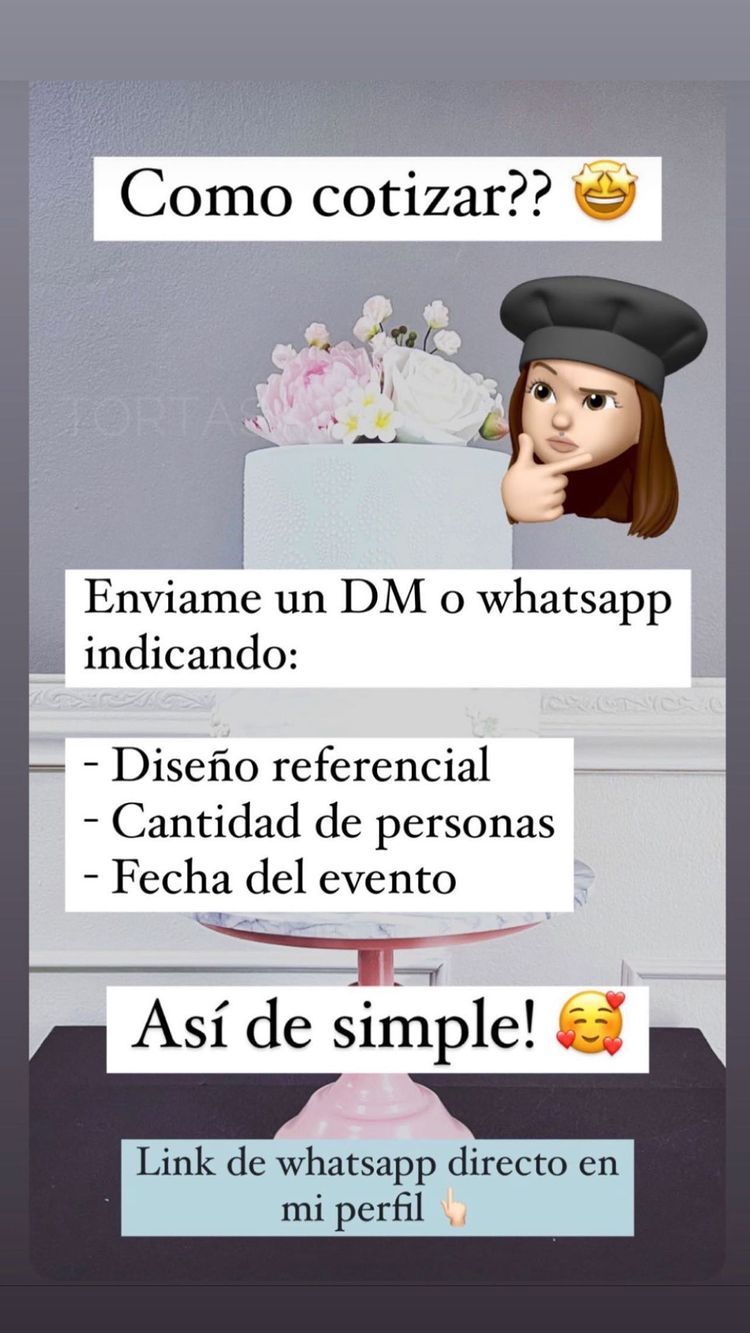 Como cotizar?? 🤩
TORTAS
Enviame un DM o whatsapp
indicando:
- Diseño referencial
- Cantidad de personas
- Fecha del evento
Así de simple! 🥰
Link de whatsapp directo en
mi perfil 👆🏻